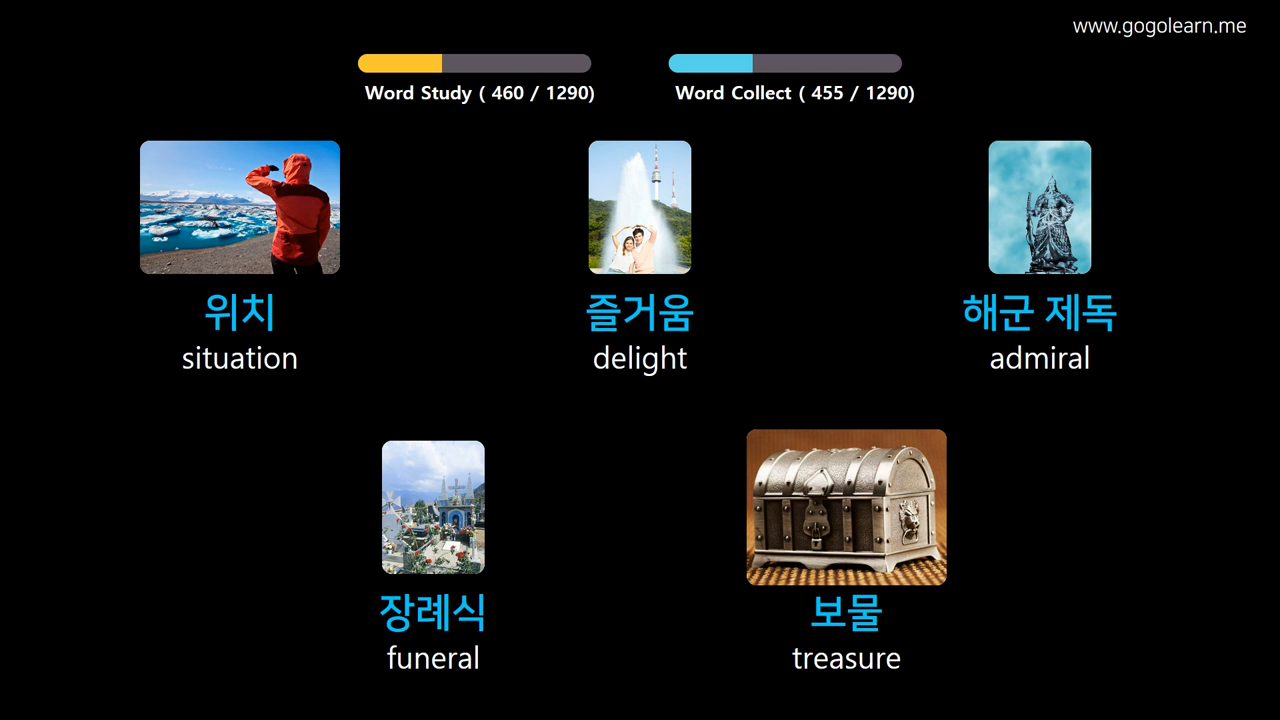 www.gogolearn.me
Word Study ( 460 / 1290)
Word Collect ( 455 / 1290)
위치
situation
즐거움
delight
해군 제독
admiral
장례식
funeral
보물
treasure